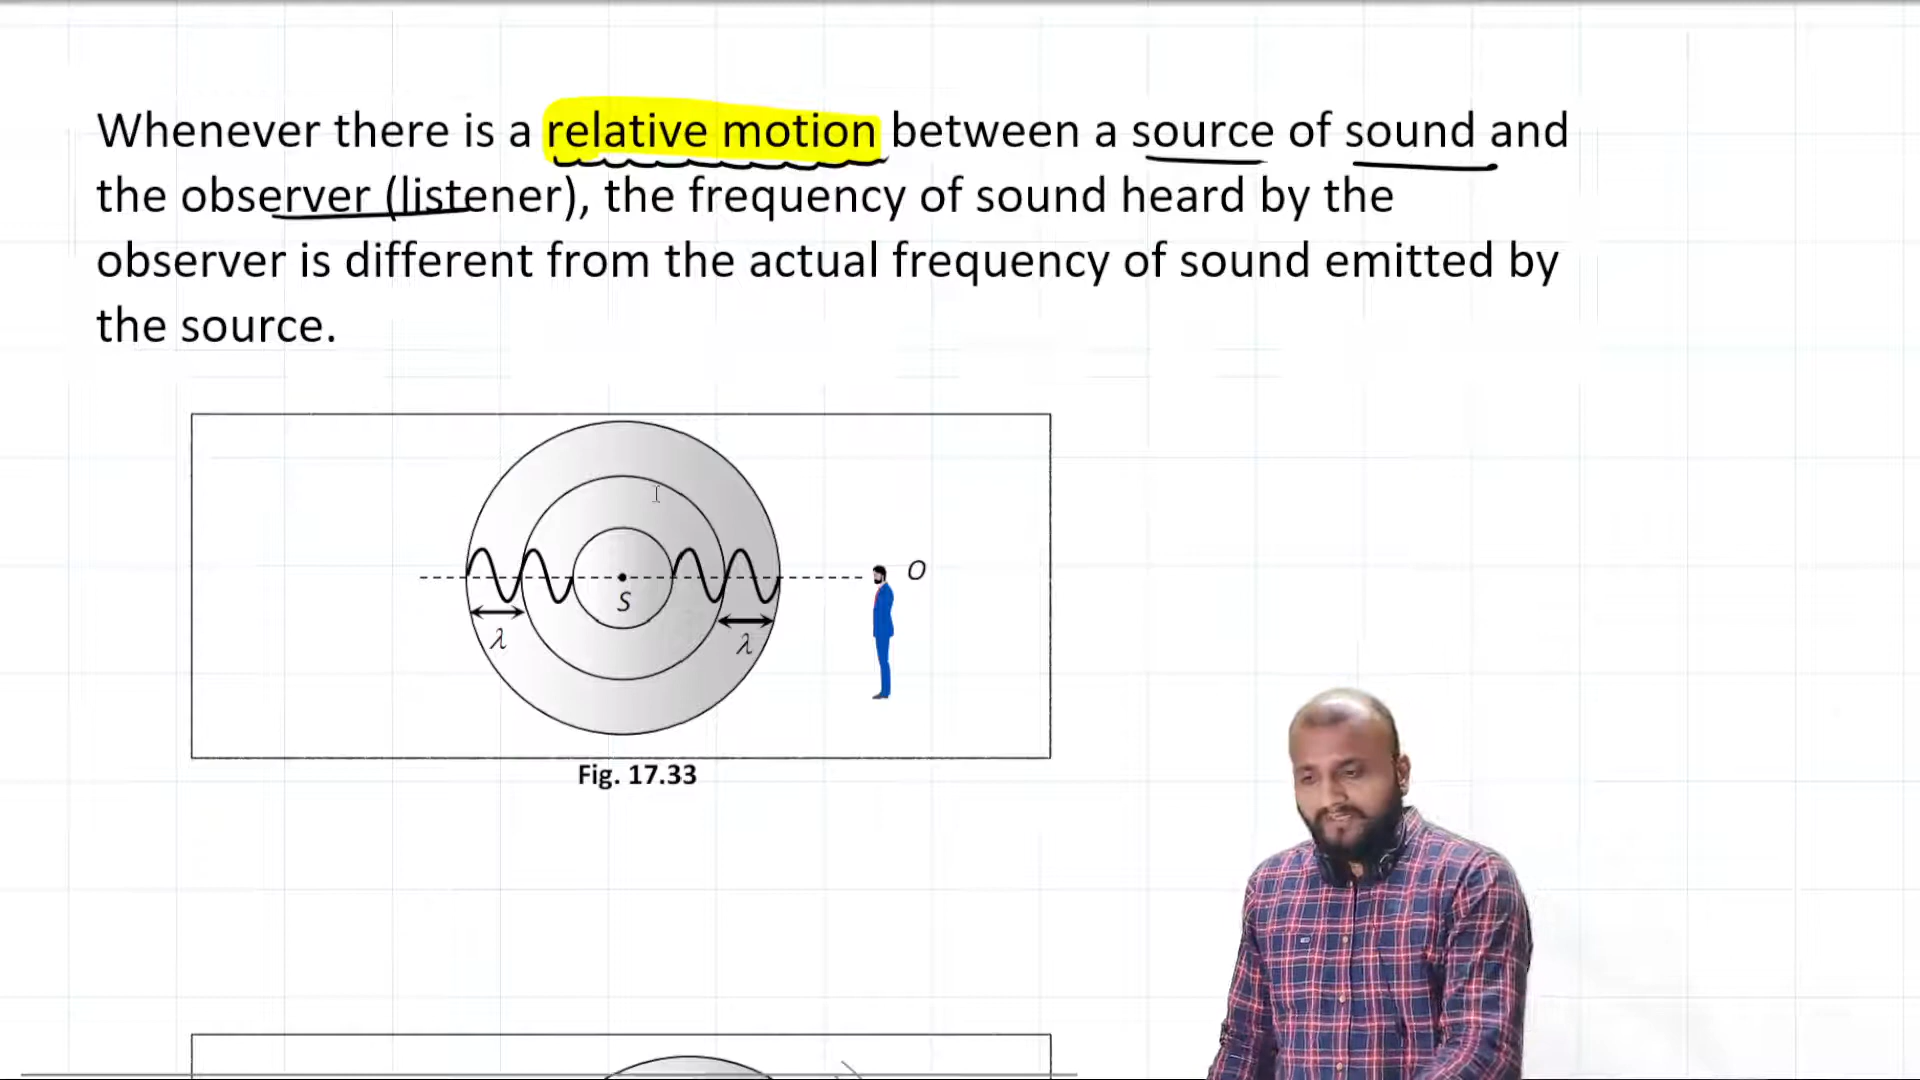 Whenever there is a relative motion between a source of sound and
the observer (listener), the frequency of sound heard by the
observer is different from the actual frequency of sound emitted by
the source.
O
S
λ
λ
Fig. 17.33